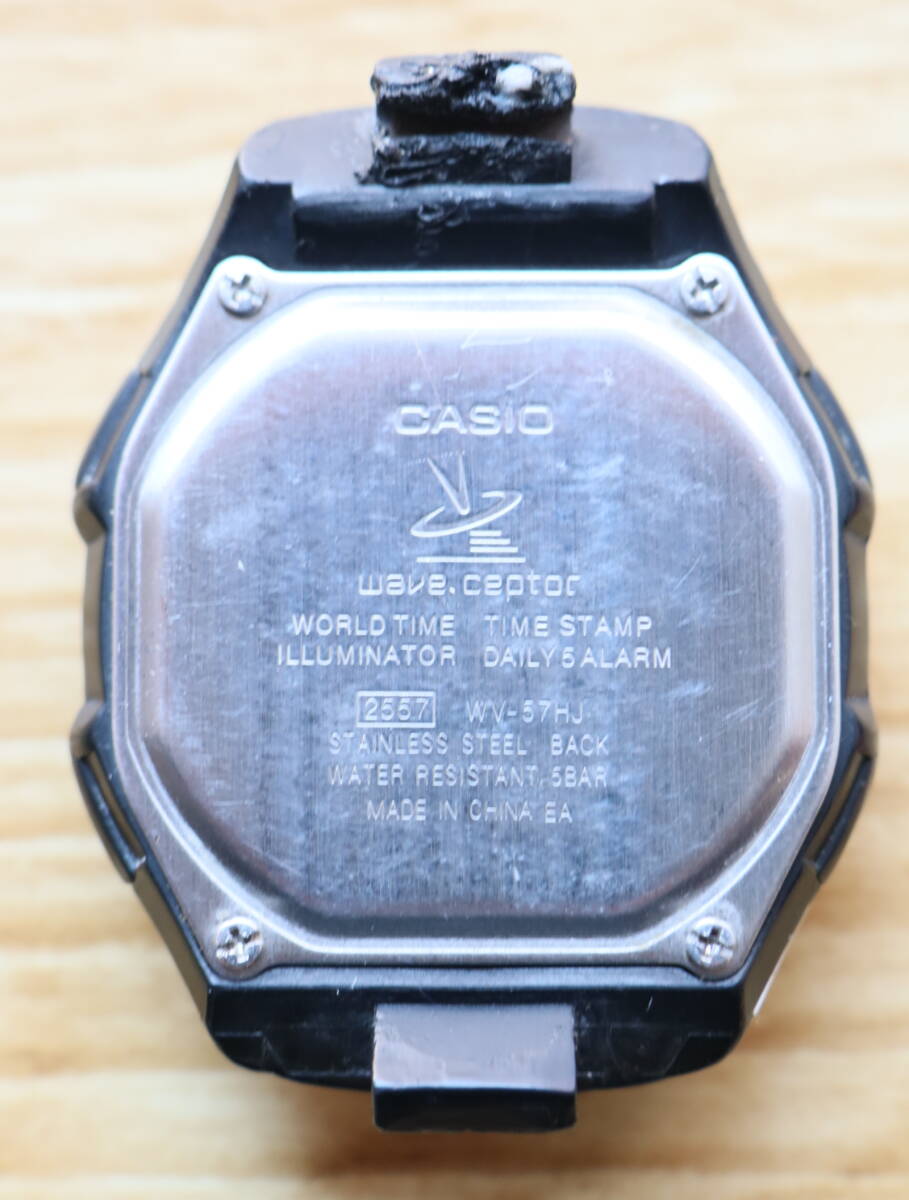 CASIO
wave.ceptor
WORLD TIME TIME STAMP
ILLUMINATOR DAILY 5 ALARM
2557 WV-57HJ
STAINLESS STEEL BACK
WATER RESISTANT, 5BAR
MADE IN CHINA EA